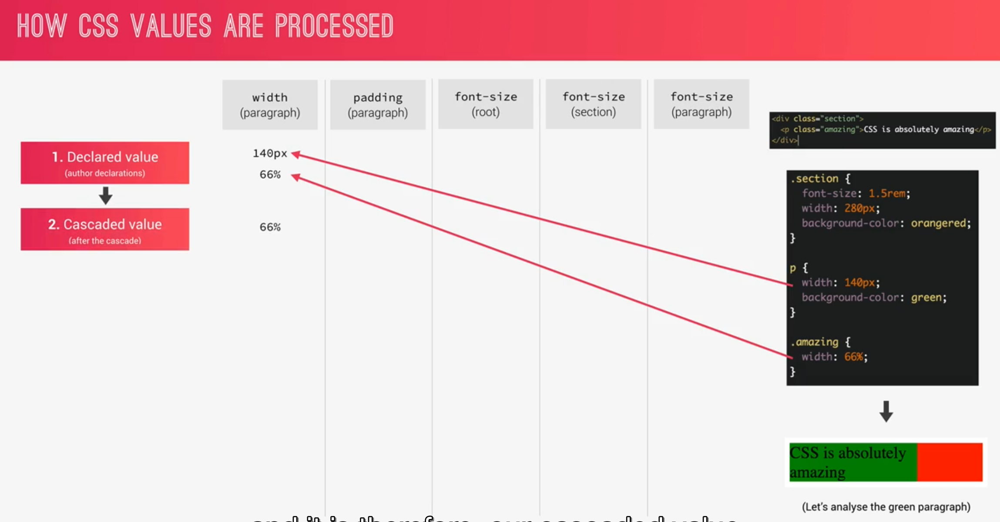 HOW CSS VALUES ARE PROCESSED
width
(paragraph)
padding
(paragraph)
font-size
(root)
font-size
(section)
font-size
(paragraph)
<div class="section">
<p class="amazing">CSS is absolutely amazing</p>
</div>
1. Declared value
(author declarations)
140px
66%
2. Cascaded value
(after the cascade)
66%
.section {
font-size: 1.5rem;
width: 280px;
background-color: orangered;
}
p {
width: 140px;
background-color: green;
}
.amazing {
width: 66%;
}
CSS is absolutely
amazing
(Let's analyse the green paragraph)
and it is therefore, our cascaded value